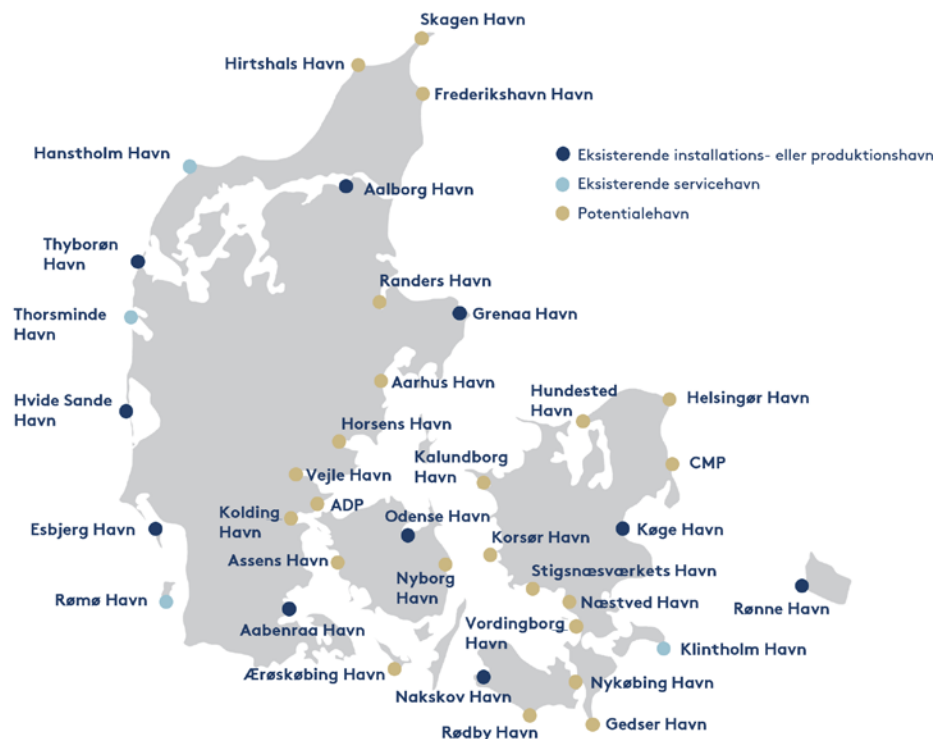 Skagen Havn
Hirtshals Havn
Frederikshavn Havn
Hanstholm Havn
Eksisterende installations- eller produktionshavn
Eksisterende servicehavn
Potentialehavn
Aalborg Havn
Thyborøn
Havn
Randers Havn
Thorsminde
Havn
Grenaa Havn
Aarhus Havn
Hvide Sande
Havn
Hundested
Havn
Helsingør Havn
Horsens Havn
Kalundborg
Havn
CMP
Vejle Havn
ADP
Kolding
Havn
Odense Havn
Esbjerg Havn
Køge Havn
Korsør Havn
Assens Havn
Nyborg
Havn
Stigsnæsværkets Havn
Rømø Havn
Næstved Havn
Rønne Havn
Aabenraa Havn
Vordingborg
Havn
Klintholm Havn
Ærøskøbing Havn
Nakskov Havn
Nykøbing Havn
Rødby Havn
Gedser Havn